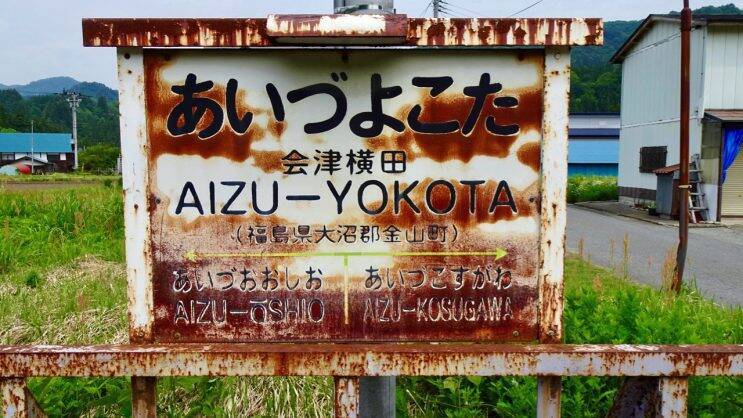 あいづよこた
会津横田
AIZU–YOKOTA
(福島県大沼郡金山町)
あいづおおしお あいづこすがわ
AIZU–ŌSHIO AIZU–KOSUGAWA